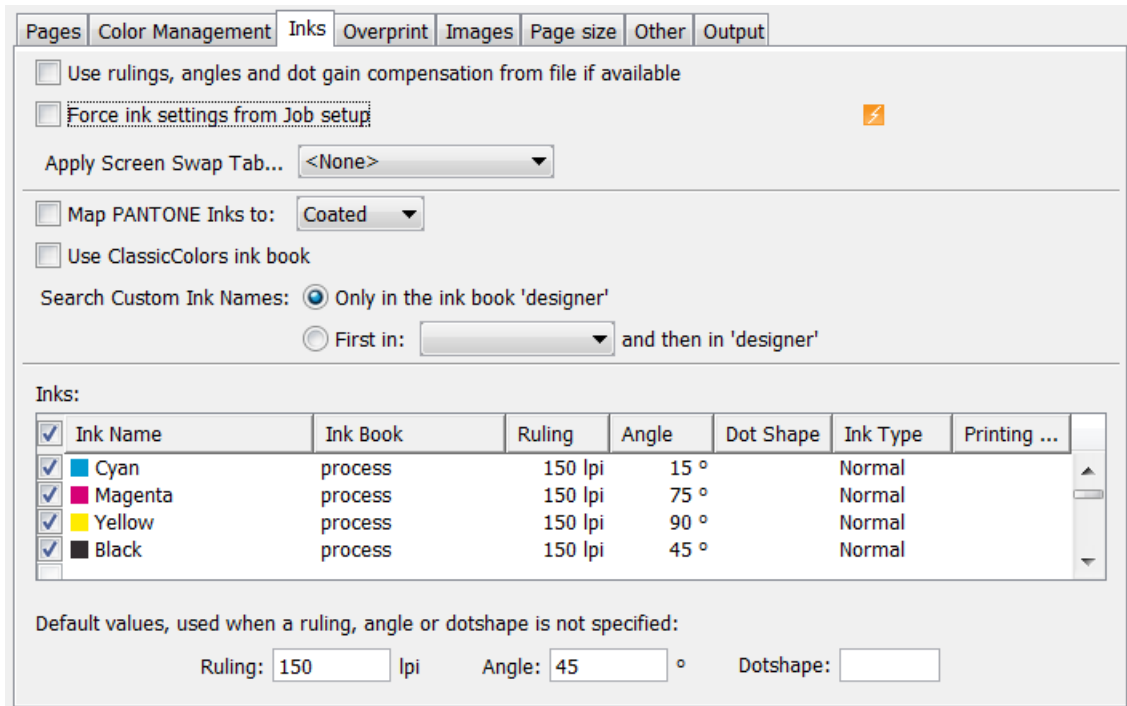 Pages Color Management Inks Overprint Images Page size Other Output
Use rulings, angles and dot gain compensation from file if available
Force ink settings from Job setup
Apply Screen Swap Tab... <None>
Map PANTONE Inks to: Coated
Use ClassicColors ink book
Search Custom Ink Names: Only in the ink book 'designer'
First in: and then in 'designer'
Inks:
Ink Name Ink Book Ruling Angle Dot Shape Ink Type Printing ...
Cyan process 150 lpi 15 º Normal
Magenta process 150 lpi 75 º Normal
Yellow process 150 lpi 90 º Normal
Black process 150 lpi 45 º Normal
Default values, used when a ruling, angle or dotshape is not specified:
Ruling: 150 lpi Angle: 45 º Dotshape: